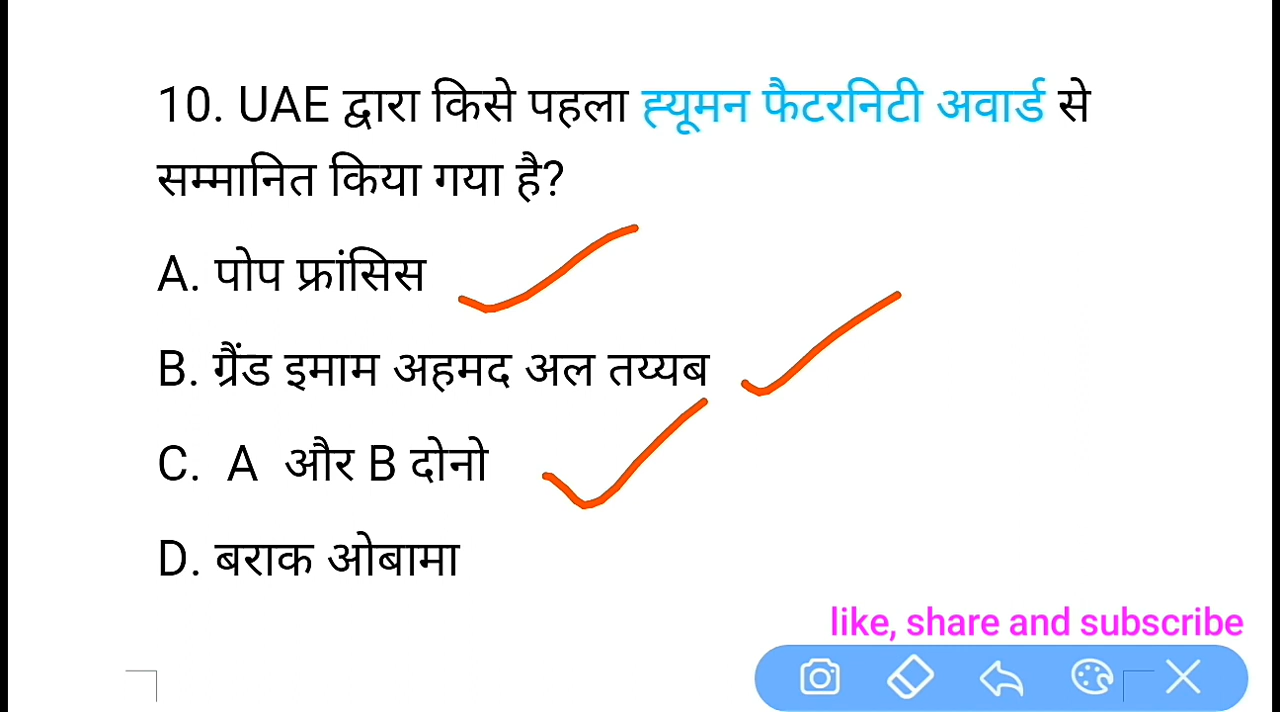 10. UAE द्वारा किसे पहला ह्यूमन फैटरनिटी अवार्ड से
सम्मानित किया गया है?
A. पोप फ्रांसिस
B. ग्रैंड इमाम अहमद अल तय्यब
C. A और B दोनो
D. बराक ओबामा
like, share and subscribe